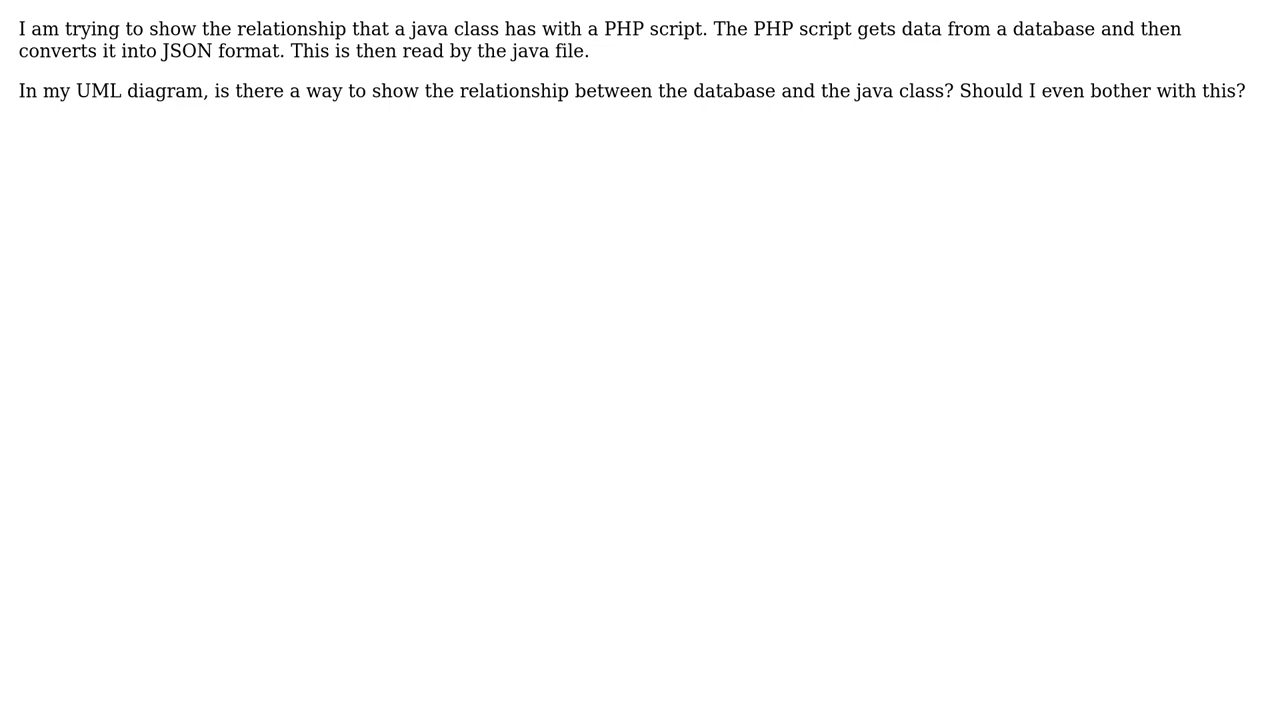 I am trying to show the relationship that a java class has with a PHP script. The PHP script gets data from a database and then
converts it into JSON format. This is then read by the java file.
In my UML diagram, is there a way to show the relationship between the database and the java class? Should I even bother with this?